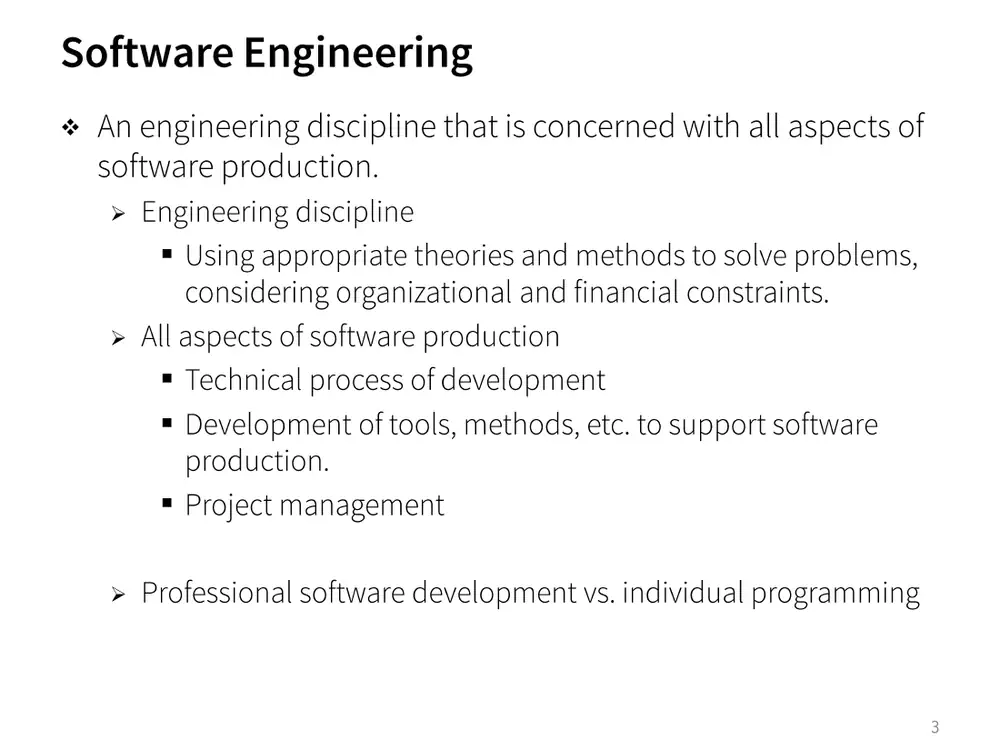 Software Engineering
❖ An engineering discipline that is concerned with all aspects of
software production.
➢ Engineering discipline
▪ Using appropriate theories and methods to solve problems,
considering organizational and financial constraints.
➢ All aspects of software production
▪ Technical process of development
▪ Development of tools, methods, etc. to support software
production.
▪ Project management
➢ Professional software development vs. individual programming
3